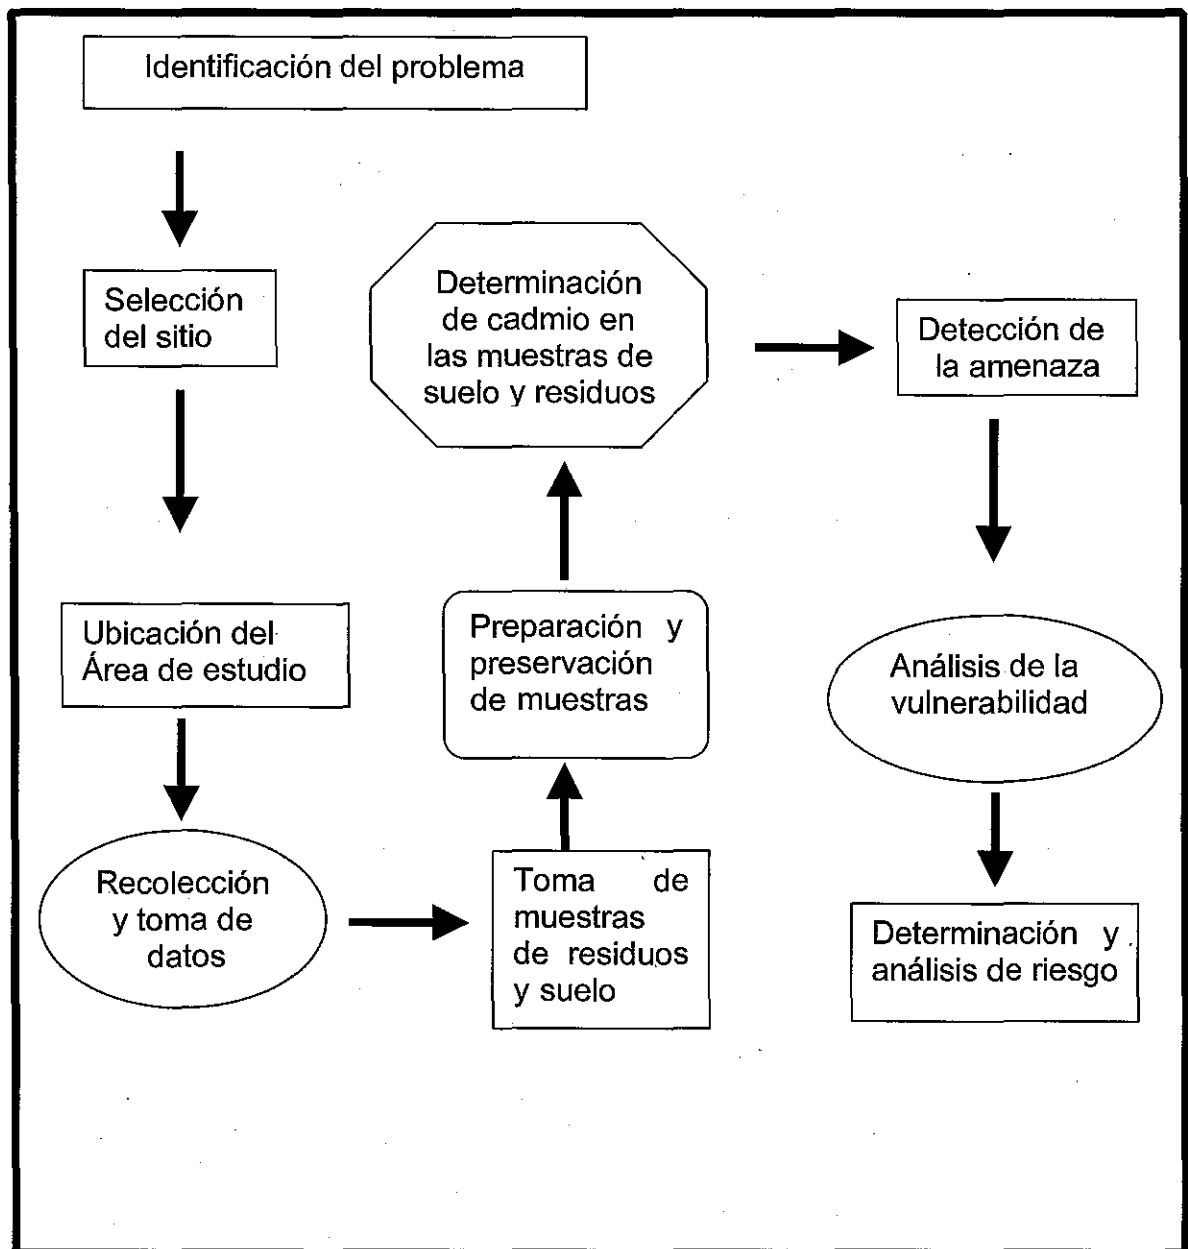 Identificación del problema
Selección
del sitio
Ubicación del
Área de estudio
Recolección
y toma de
datos
Toma de
muestras
de residuos
y suelo
Preparación y
preservación
de muestras
Determinación
de cadmio en
las muestras de
suelo y residuos
Detección de
la amenaza
Análisis de la
vulnerabilidad
Determinación y
análisis de riesgo